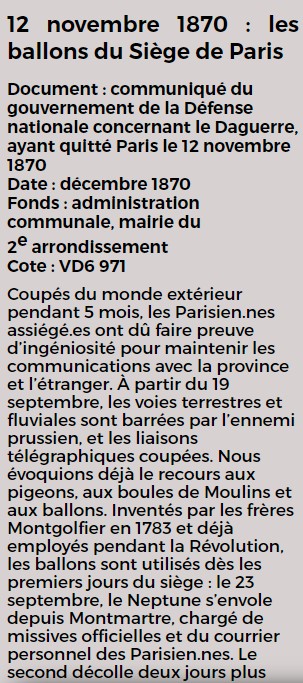 12 novembre 1870 : les
ballons du Siège de Paris
Document : communiqué du
gouvernement de la Défense
nationale concernant le Daguerre,
ayant quitté Paris le 12 novembre
1870
Date : décembre 1870
Fonds : administration
communale, mairie du
2e arrondissement
Cote : VD6 971
Coupés du monde extérieur
pendant 5 mois, les Parisien.nes
assiégé.es ont dû faire preuve
d'ingéniosité pour maintenir les
communications avec la province
et l'étranger. À partir du 19
septembre, les voies terrestres et
fluviales sont barrées par l'ennemi
prussien, et les liaisons
télégraphiques coupées. Nous
évoquions déjà le recours aux
pigeons, aux boules de Moulins et
aux ballons. Inventés par les frères
Montgolfier en 1783 et déjà
employés pendant la Révolution,
les ballons sont utilisés dès les
premiers jours du siège : le 23
septembre, le Neptune s'envole
depuis Montmartre, chargé de
missives officielles et du courrier
personnel des Parisien.nes. Le
second décolle deux jours plus